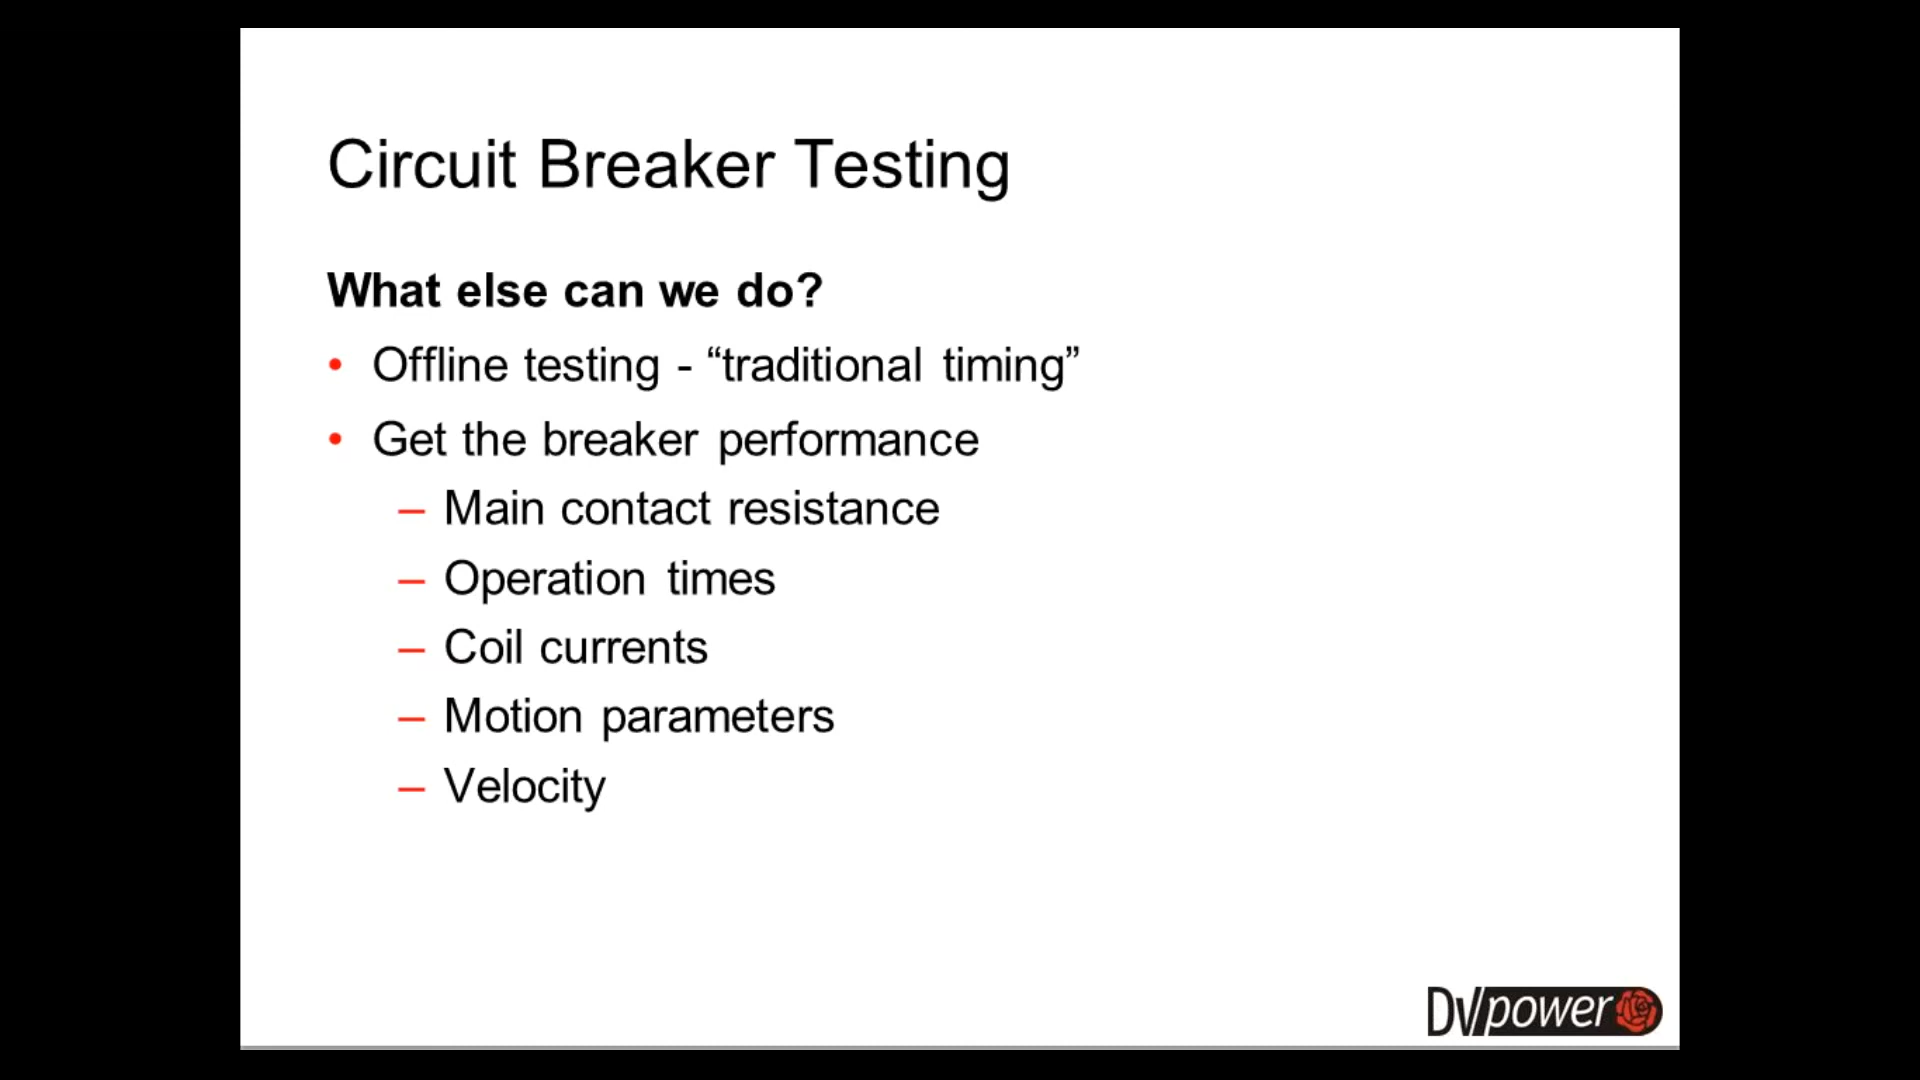 Circuit Breaker Testing
What else can we do?
• Offline testing - “traditional timing”
• Get the breaker performance
– Main contact resistance
– Operation times
– Coil currents
– Motion parameters
– Velocity
DV power